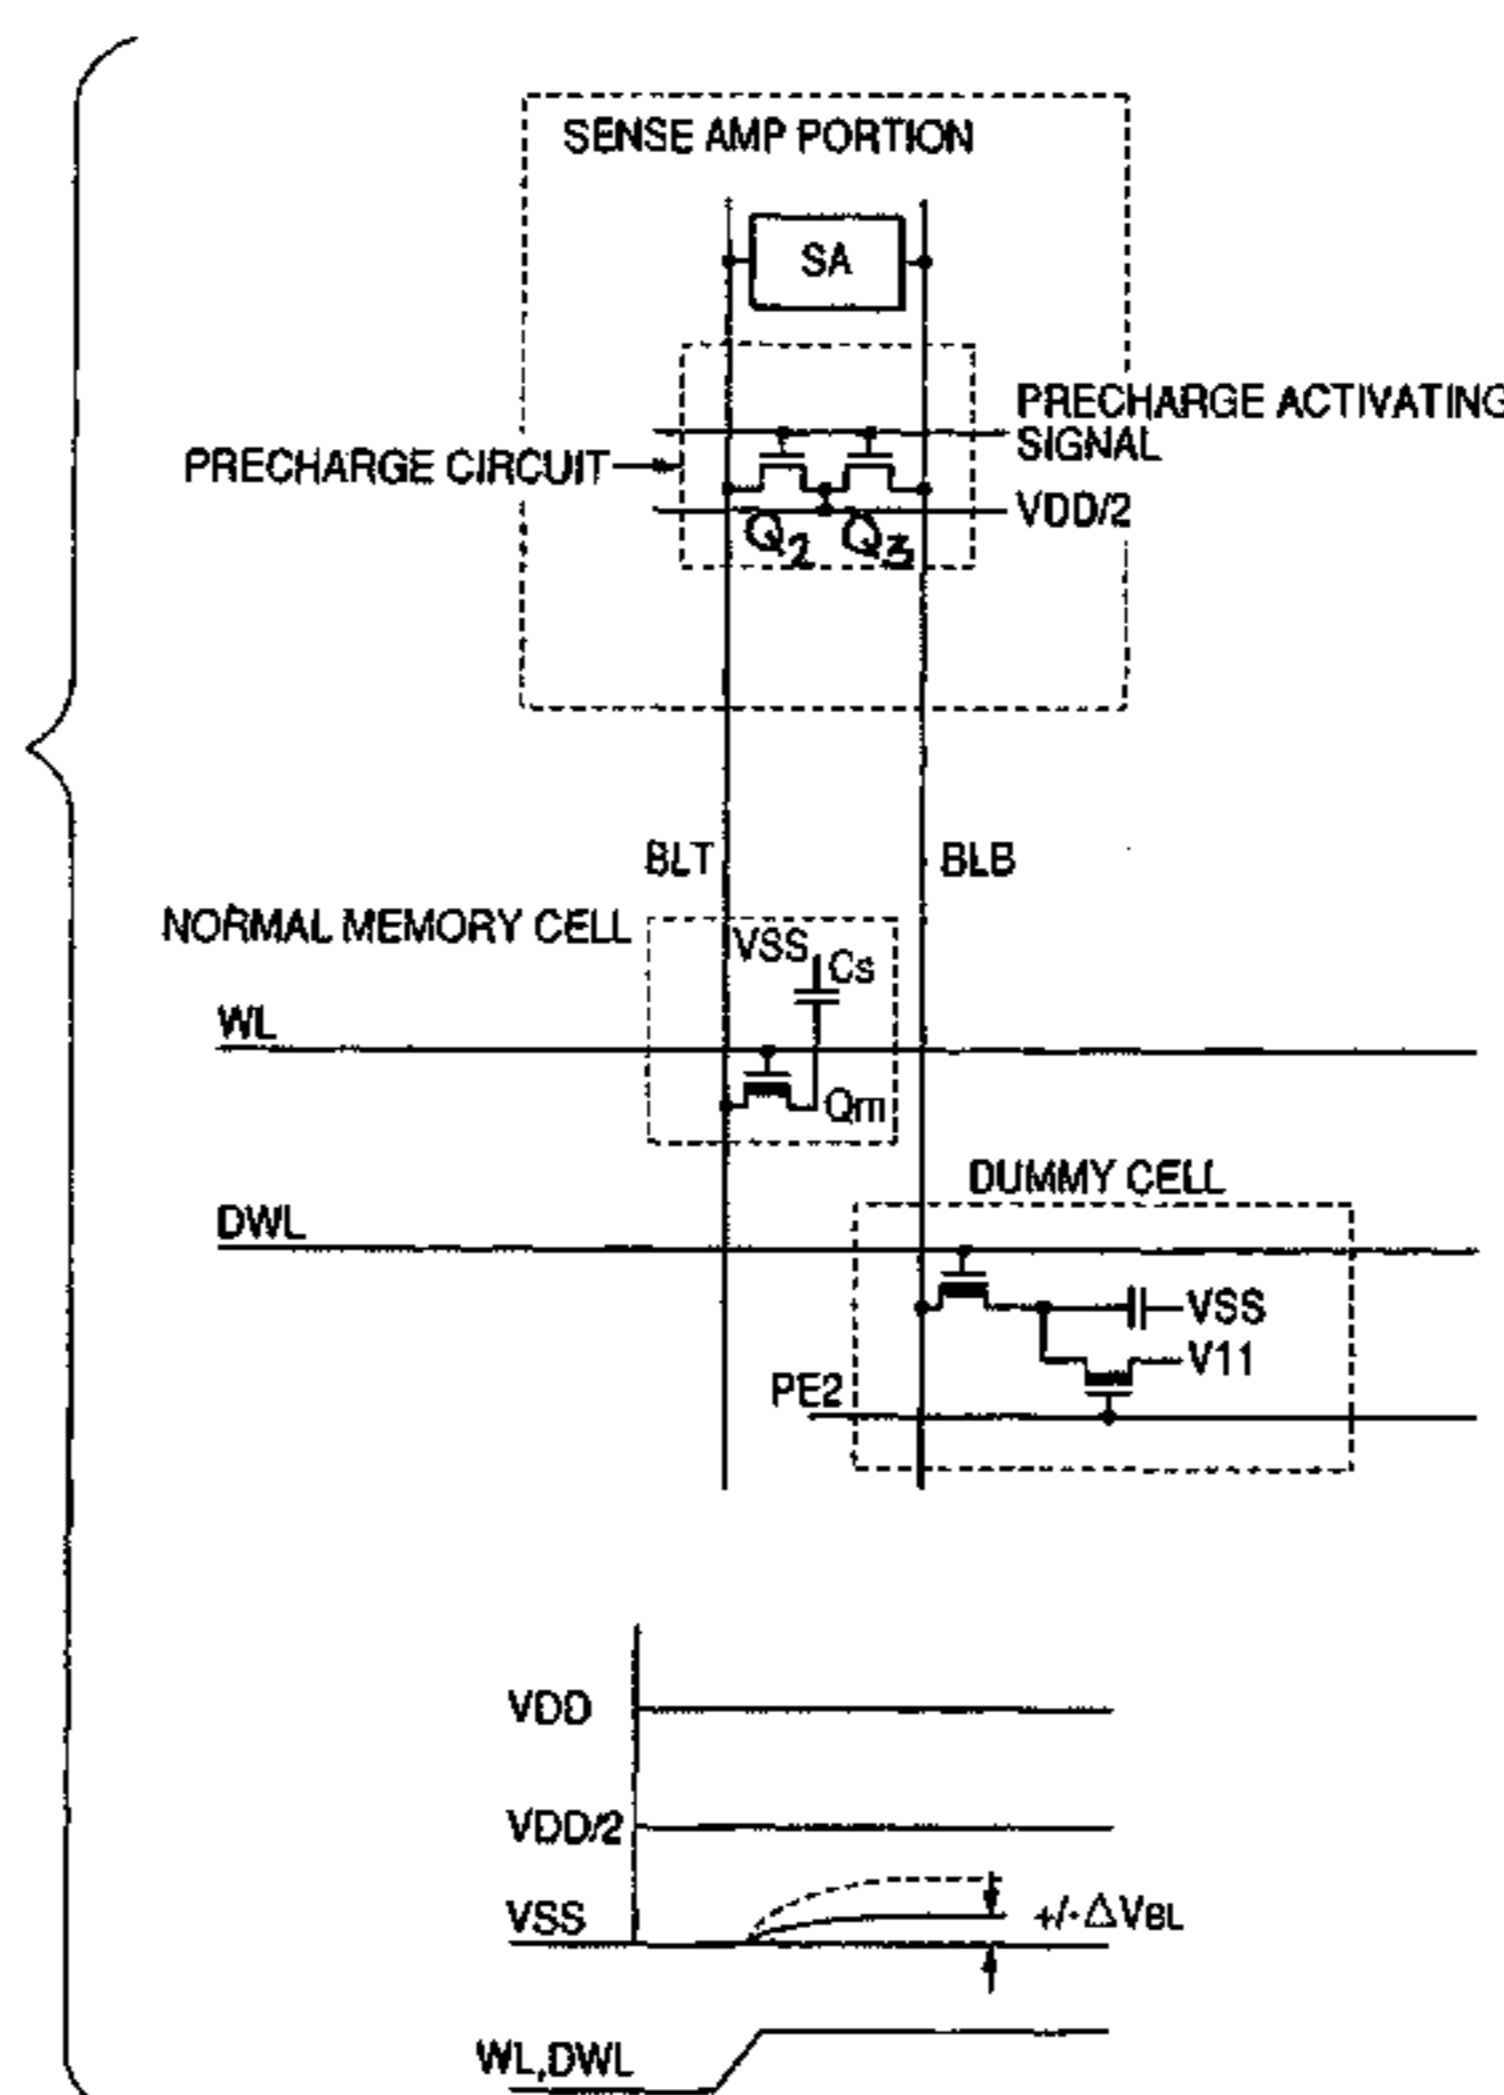 SENSE AMP PORTION
SA
PRECHARGE ACTIVATING
SIGNAL
PRECHARGE CIRCUIT
VDD/2
Q2 Q3
BLT BLB
NORMAL MEMORY CELL
VSS
Cs
WL
Qm
DUMMY CELL
DWL
VSS
V11
PE2
VDD
VDD/2
VSS
+/-△VBL
WL,DWL